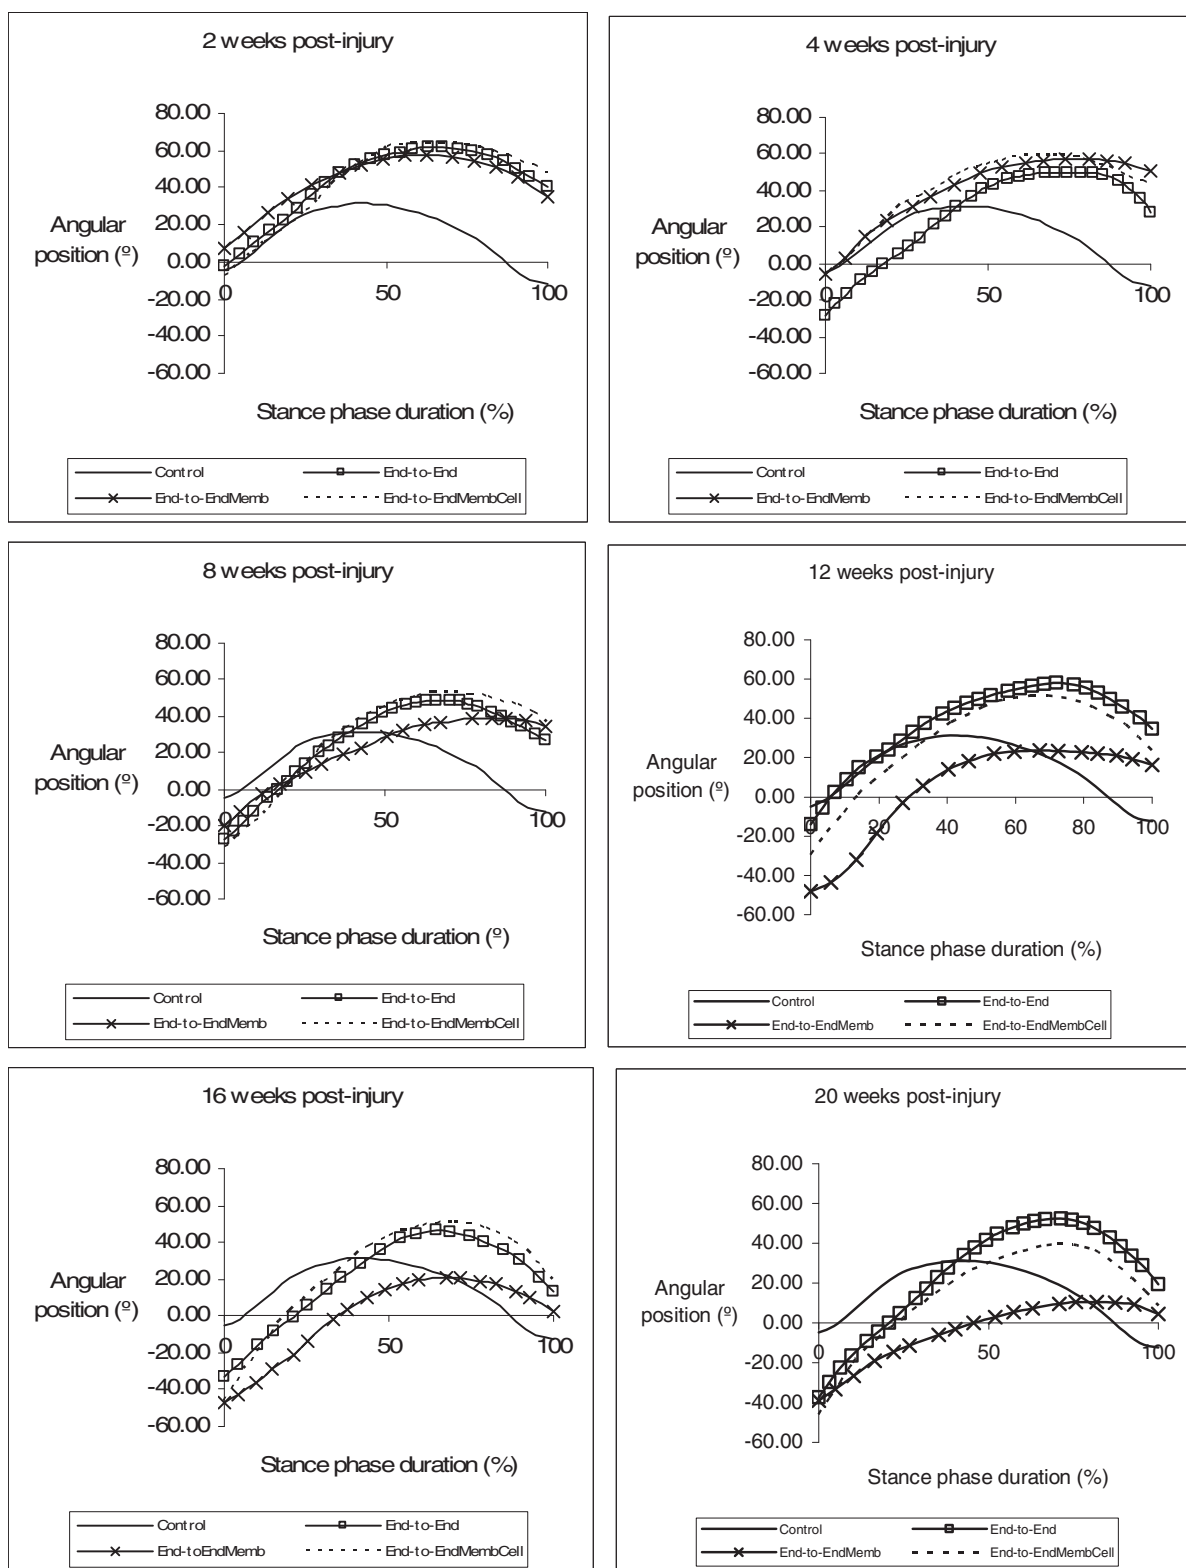 2 weeks post-injury
80.00
60.00
40.00
20.00
0.00
-20.00
-40.00
-60.00
Angular
position (º)
0
50
100
Stance phase duration (%)
Control
End-to-End
End-to-EndMemb
End-to-EndMembCell
4 weeks post-injury
80.00
60.00
40.00
20.00
0.00
-20.00
-40.00
-60.00
Angular
position (º)
0
50
100
Stance phase duration (%)
Control
End-to-End
End-to-EndMemb
End-to-EndMembCell
8 weeks post-injury
80.00
60.00
40.00
20.00
0.00
-20.00
-40.00
-60.00
Angular
position (º)
0
50
100
Stance phase duration (º)
Control
End-to-End
End-to-EndMemb
End-to-EndMembCell
12 weeks post-injury
80.00
60.00
40.00
20.00
0.00
-20.00
-40.00
-60.00
Angular
position (º)
0
20
40
60
80
100
Stance phase duration (%)
Control
End-to-End
End-to-EndMemb
End-to-EndMembCell
16 weeks post-injury
80.00
60.00
40.00
20.00
0.00
-20.00
-40.00
-60.00
Angular
position (º)
0
50
100
Stance phase duration (%)
Control
End-to-End
End-toEndMemb
End-to-EndMembCell
20 weeks post-injury
80.00
60.00
40.00
20.00
0.00
-20.00
-40.00
-60.00
Angular
position (º)
0
50
100
Stance phase duration (%)
Control
End-to-End
End-to-EndMemb
End-to-EndMembCell